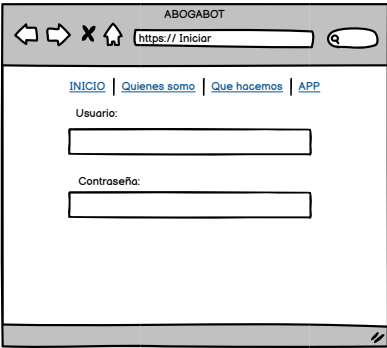 ABOGABOT
https:// Iniciar
INICIO Quienes somo Que hacemos APP
Usuario:
Contraseña: